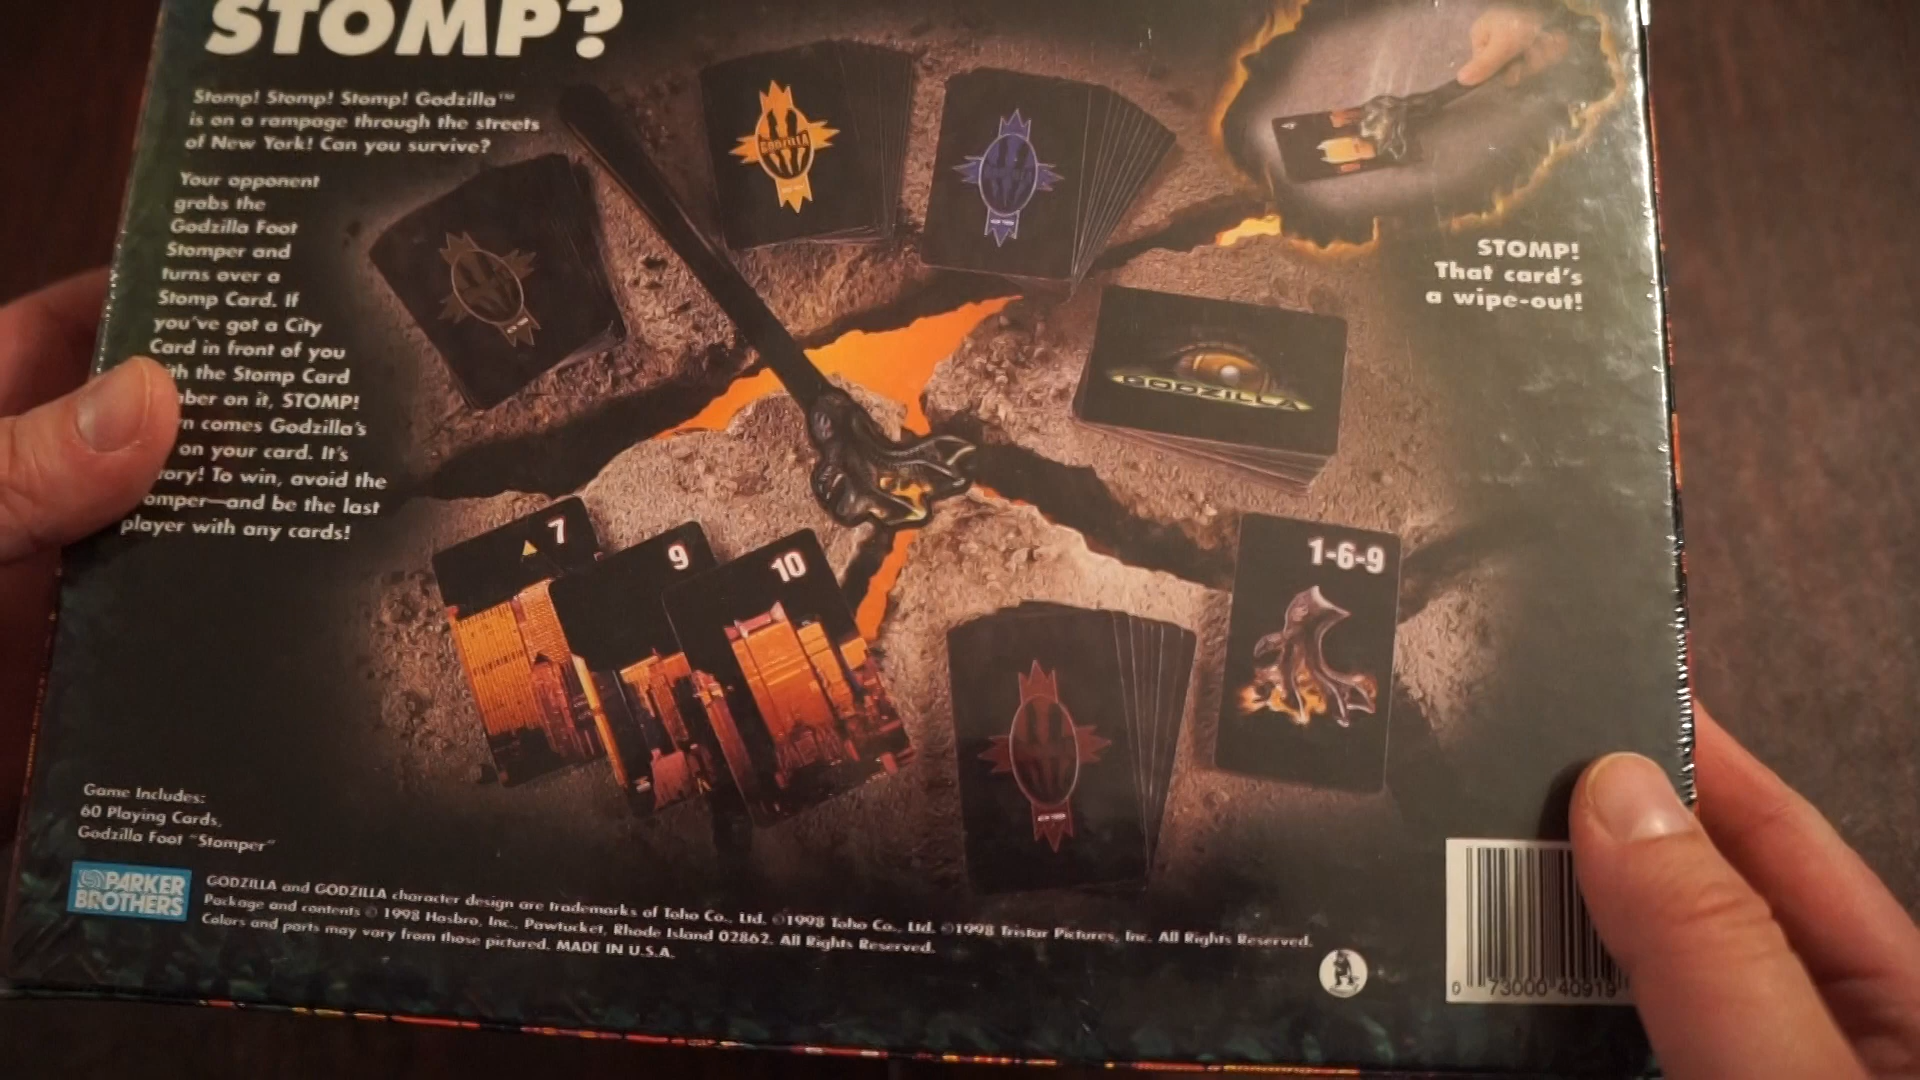 STOMP?
Stomp! Stomp! Stomp! Godzilla™
is on a rampage through the streets
of New York! Can you survive?
Your opponent
grabs the
Godzilla Foot
Stomper and
turns over a
Stomp Card. If
you've got a City
Card in front of you
th the Stomp Card
ber on it, STOMP!
n comes Godzilla's
on your card. It's
ory! To win, avoid the
omper—and be the last
player with any cards!
GODZILLA
STOMP!
That card's
a wipe-out!
GODZILLA
7
9
10
1-6-9
Game Includes:
60 Playing Cards,
Godzilla Foot "Stomper"
PARKER
BROTHERS
GODZILLA and GODZILLA character design are trademarks of Toho Co., Ltd. ©1998 Toho Co., Ltd. ©1998 Tristar Pictures, Inc. All Rights Reserved.
Package and contents © 1998 Hasbro, Inc., Pawtucket, Rhode Island 02862. All Rights Reserved.
Colors and parts may vary from those pictured. MADE IN U.S.A.
0 73000 40919